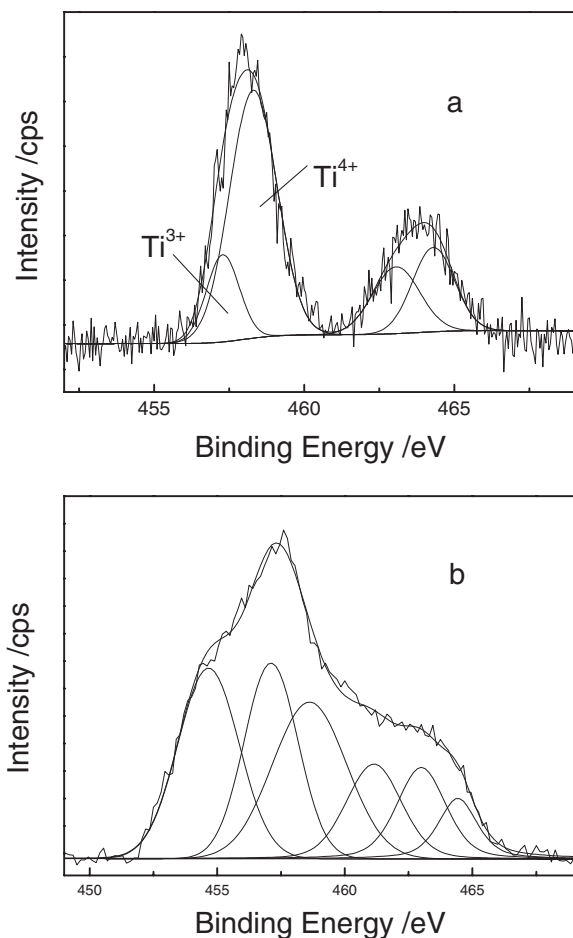 a
Ti⁴⁺
Ti³⁺
Intensity /cps
455 460 465
Binding Energy /eV
b
Intensity /cps
450 455 460 465
Binding Energy /eV